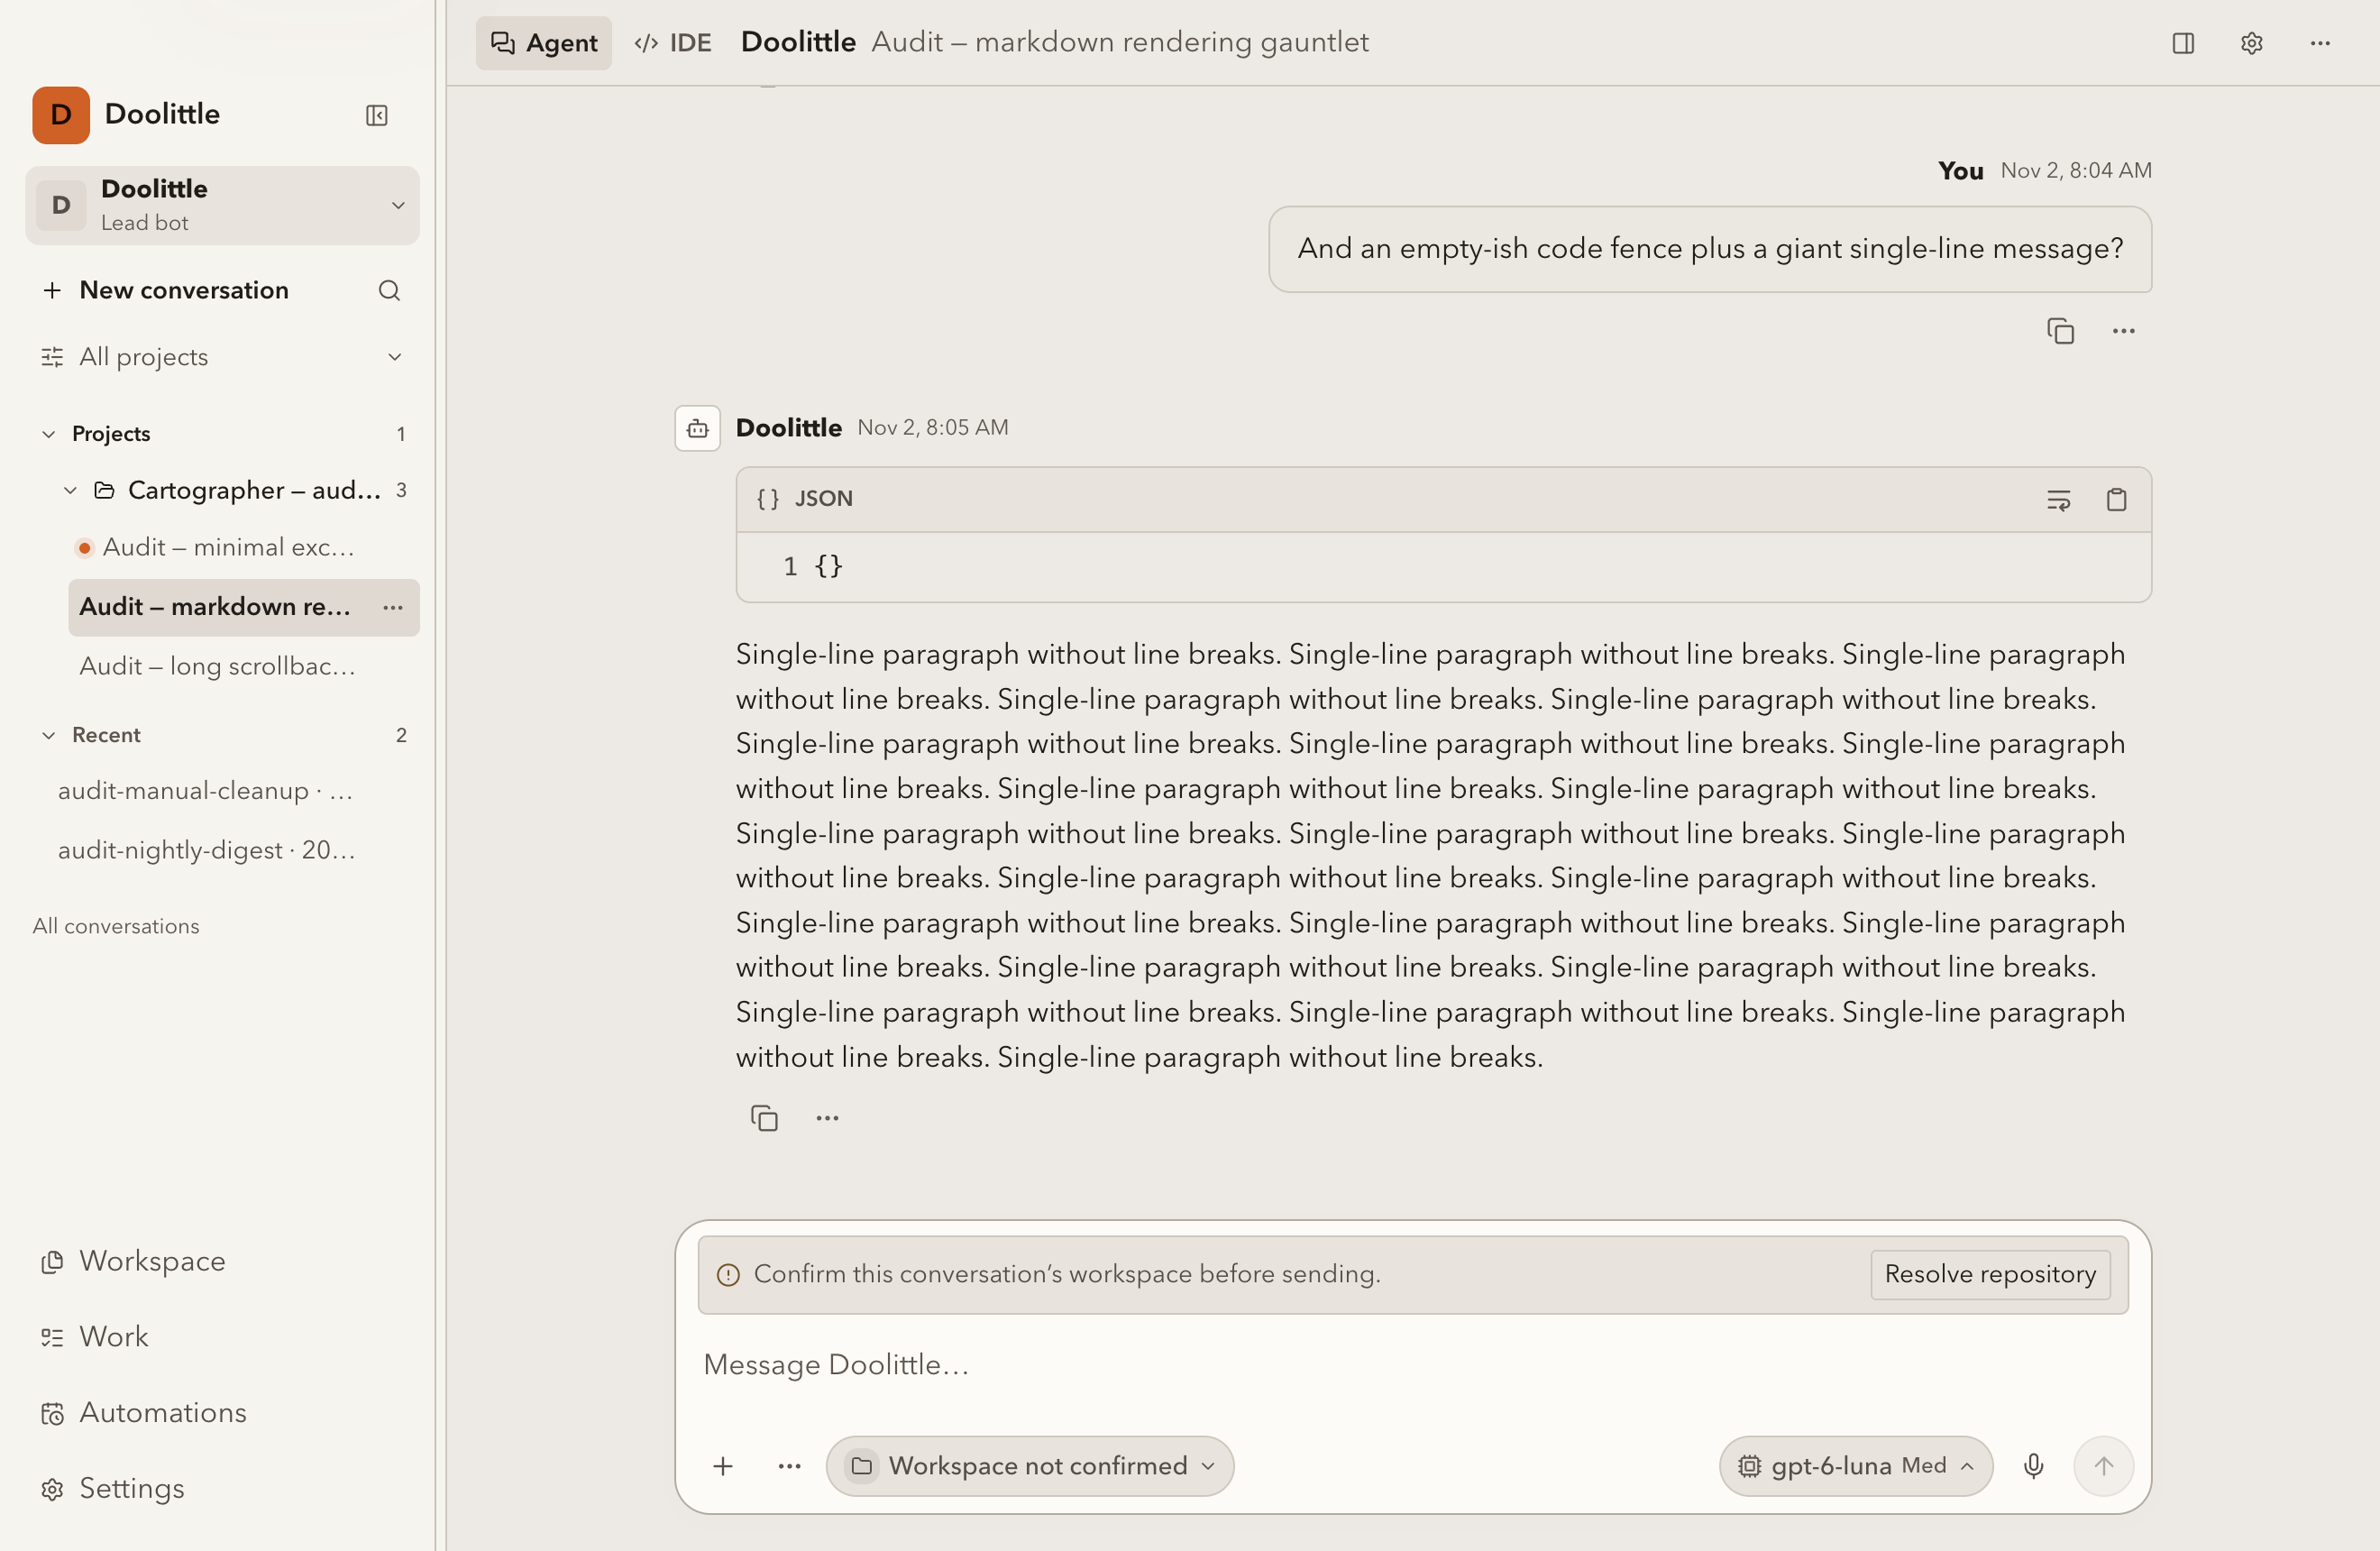 D Doolittle
D Doolittle
Lead bot
New conversation
All projects
Projects 1
Cartographer – aud… 3
Audit – minimal exc…
Audit – markdown re…
Audit – long scrollbac…
Recent 2
audit-manual-cleanup · …
audit-nightly-digest · 20…
All conversations
Workspace
Work
Automations
Settings
Agent IDE Doolittle Audit – markdown rendering gauntlet
You Nov 2, 8:04 AM
And an empty-ish code fence plus a giant single-line message?
Doolittle Nov 2, 8:05 AM
{} JSON
1 {}
Single-line paragraph without line breaks. Single-line paragraph without line breaks. Single-line paragraph
without line breaks. Single-line paragraph without line breaks. Single-line paragraph without line breaks.
Single-line paragraph without line breaks. Single-line paragraph without line breaks. Single-line paragraph
without line breaks. Single-line paragraph without line breaks. Single-line paragraph without line breaks.
Single-line paragraph without line breaks. Single-line paragraph without line breaks. Single-line paragraph
without line breaks. Single-line paragraph without line breaks. Single-line paragraph without line breaks.
Single-line paragraph without line breaks. Single-line paragraph without line breaks. Single-line paragraph
without line breaks. Single-line paragraph without line breaks. Single-line paragraph without line breaks.
Single-line paragraph without line breaks. Single-line paragraph without line breaks. Single-line paragraph
without line breaks. Single-line paragraph without line breaks.
Confirm this conversation’s workspace before sending. Resolve repository
Message Doolittle…
Workspace not confirmed gpt-6-luna Med